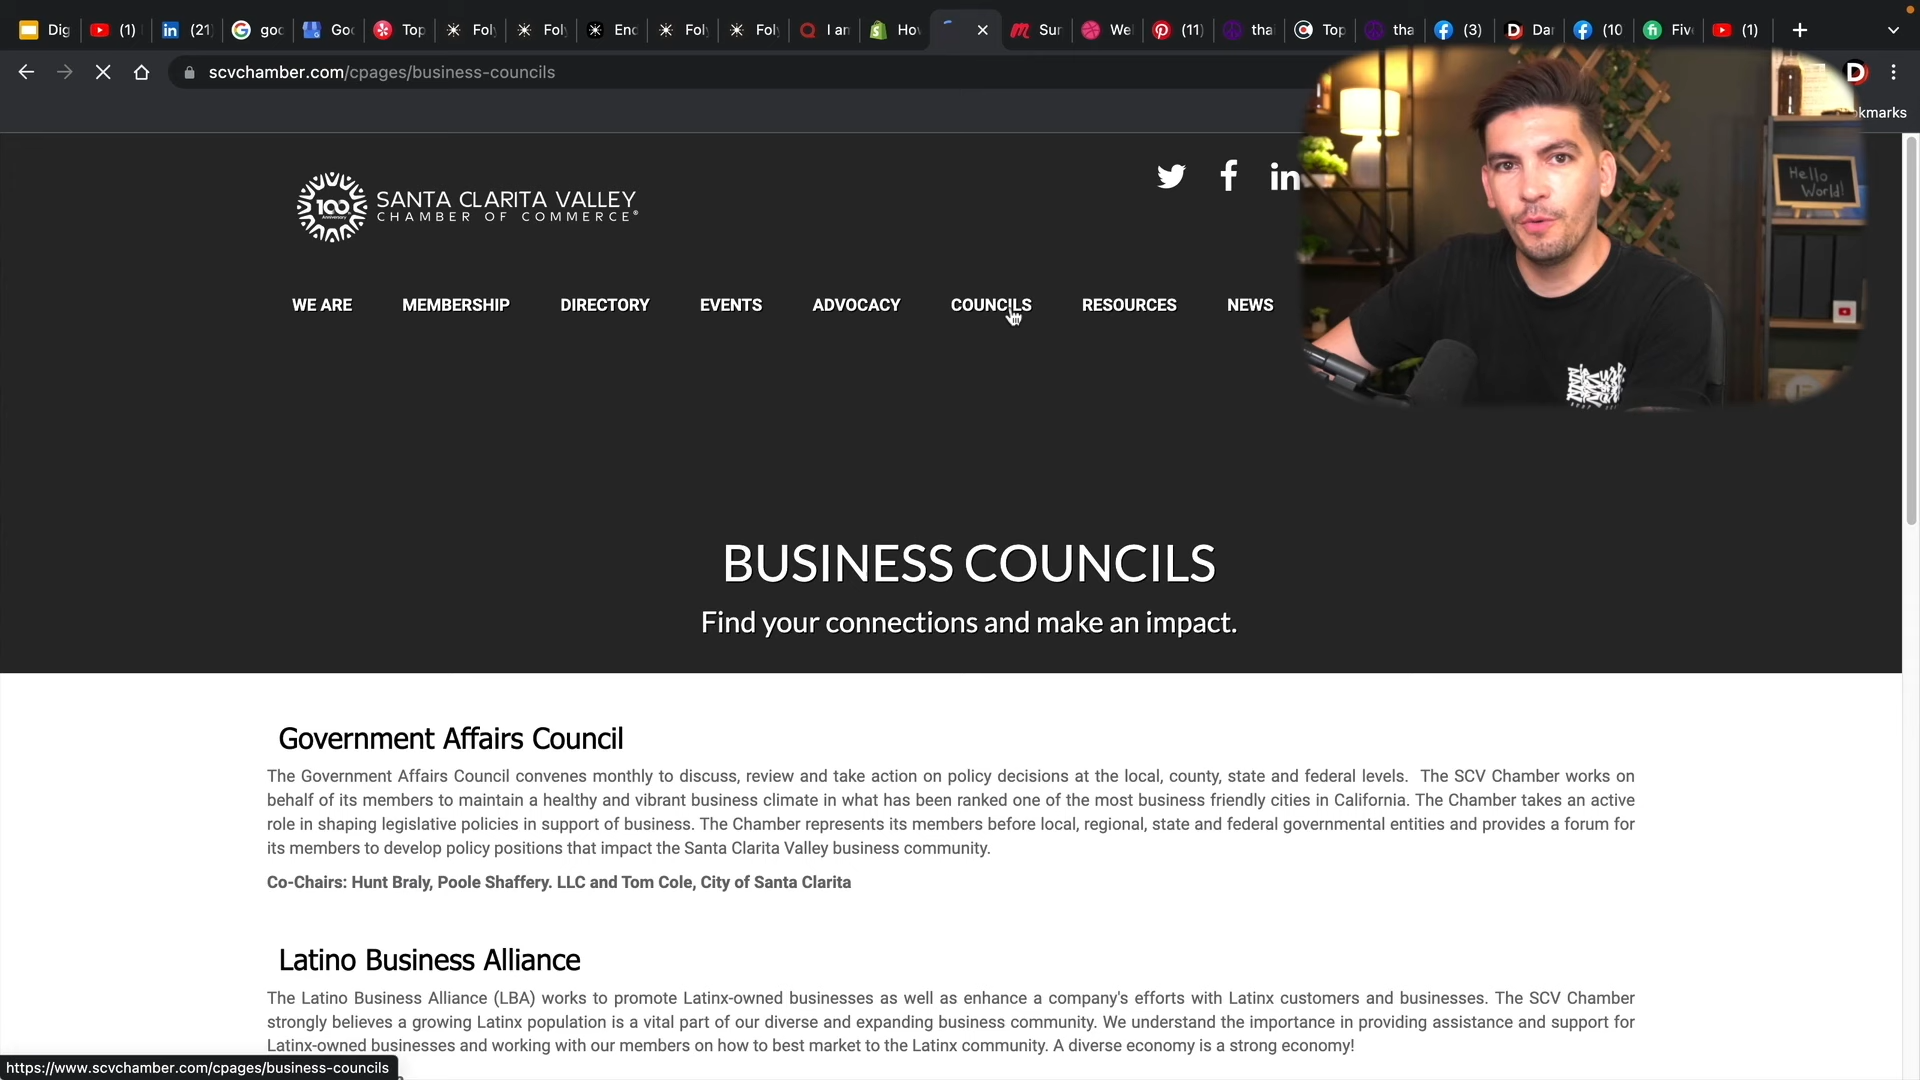 Dig
(1)
(21
goc
Goo
Top
Foly
Foly
End
Foly
Foly
I am
How
Sur
We
(11)
tha
Top
tha
(3)
Dar
(10
Five
(1)
scvchamber.com/cpages/business-councils
D
kmarks
100
Anniversary
SANTA CLARITA VALLEY
CHAMBER OF COMMERCE®
Hello
World!
WE ARE MEMBERSHIP DIRECTORY EVENTS ADVOCACY COUNCILS RESOURCES NEWS
BUSINESS COUNCILS
Find your connections and make an impact.
Government Affairs Council
The Government Affairs Council convenes monthly to discuss, review and take action on policy decisions at the local, county, state and federal levels. The SCV Chamber works on
behalf of its members to maintain a healthy and vibrant business climate in what has been ranked one of the most business friendly cities in California. The Chamber takes an active
role in shaping legislative policies in support of business. The Chamber represents its members before local, regional, state and federal governmental entities and provides a forum for
its members to develop policy positions that impact the Santa Clarita Valley business community.
Co-Chairs: Hunt Braly, Poole Shaffery. LLC and Tom Cole, City of Santa Clarita
Latino Business Alliance
The Latino Business Alliance (LBA) works to promote Latinx-owned businesses as well as enhance a company's efforts with Latinx customers and businesses. The SCV Chamber
strongly believes a growing Latinx population is a vital part of our diverse and expanding business community. We understand the importance in providing assistance and support for
Latinx-owned businesses and working with our members on how to best market to the Latinx community. A diverse economy is a strong economy!
https://www.scvchamber.com/cpages/business-councils